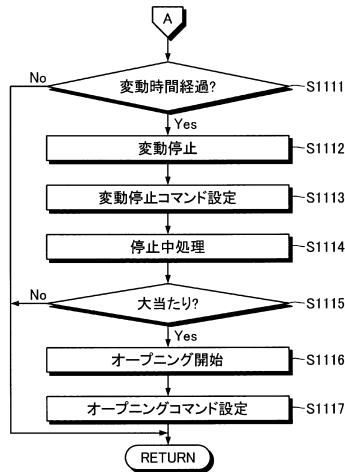 A
変動時間経過?
S1111
No
Yes
変動停止
S1112
変動停止コマンド設定
S1113
停止中処理
S1114
大当たり?
S1115
No
Yes
オープニング開始
S1116
オープニングコマンド設定
S1117
RETURN